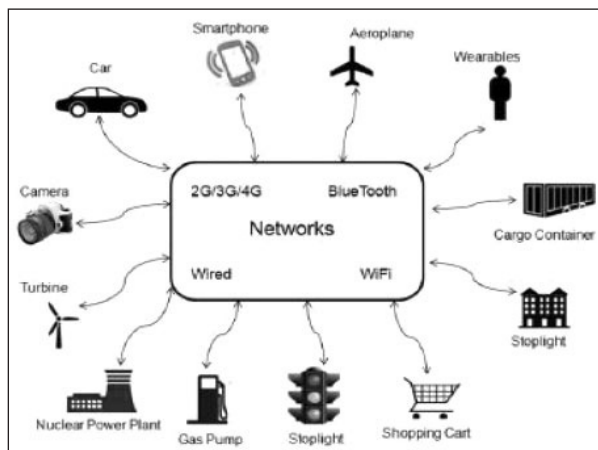 Smartphone
Aeroplane
Wearables
Car
Camera
2G/3G/4G
BlueTooth
Networks
Cargo Container
Turbine
Wired
WiFi
Stoplight
Nuclear Power Plant
Gas Pump
Stoplight
Shopping Cart